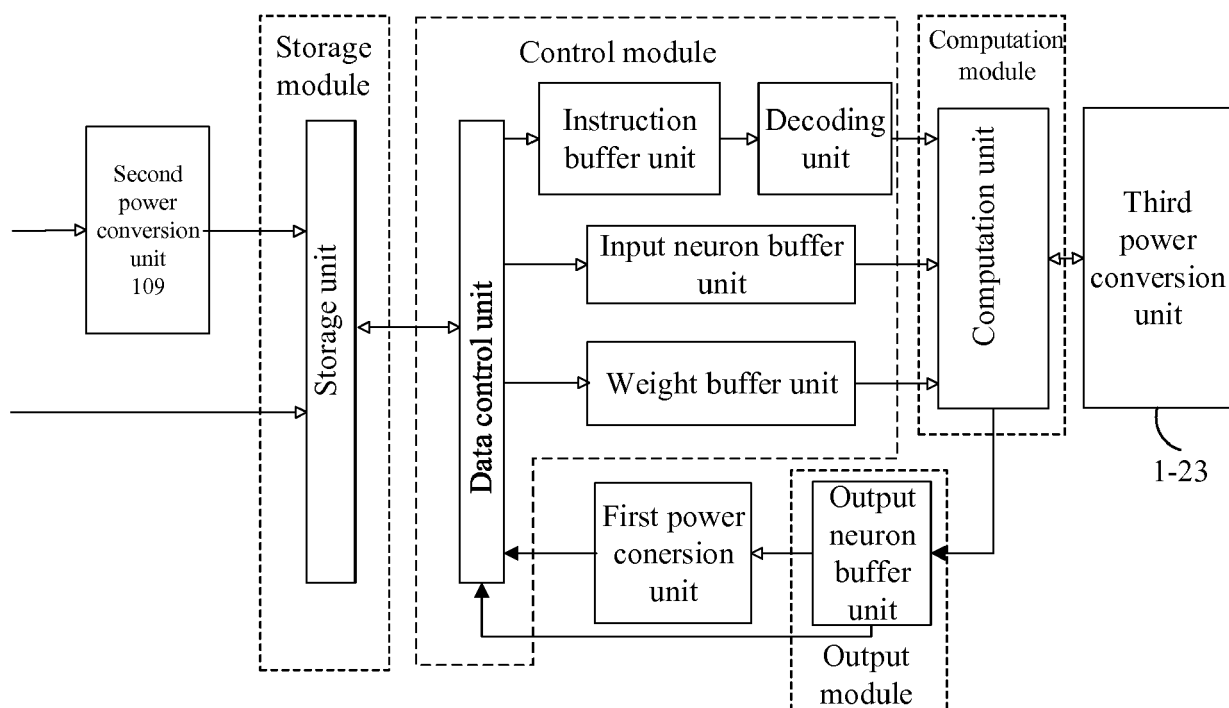 Storage
module
Control module
Computation
module
Second
power
conversion
unit
109
Storage unit
Data control unit
Instruction
buffer unit
Decoding
unit
Input neuron buffer
unit
Weight buffer unit
Computation unit
Third
power
conversion
unit
1-23
First power
conersion
unit
Output
neuron
buffer
unit
Output
module